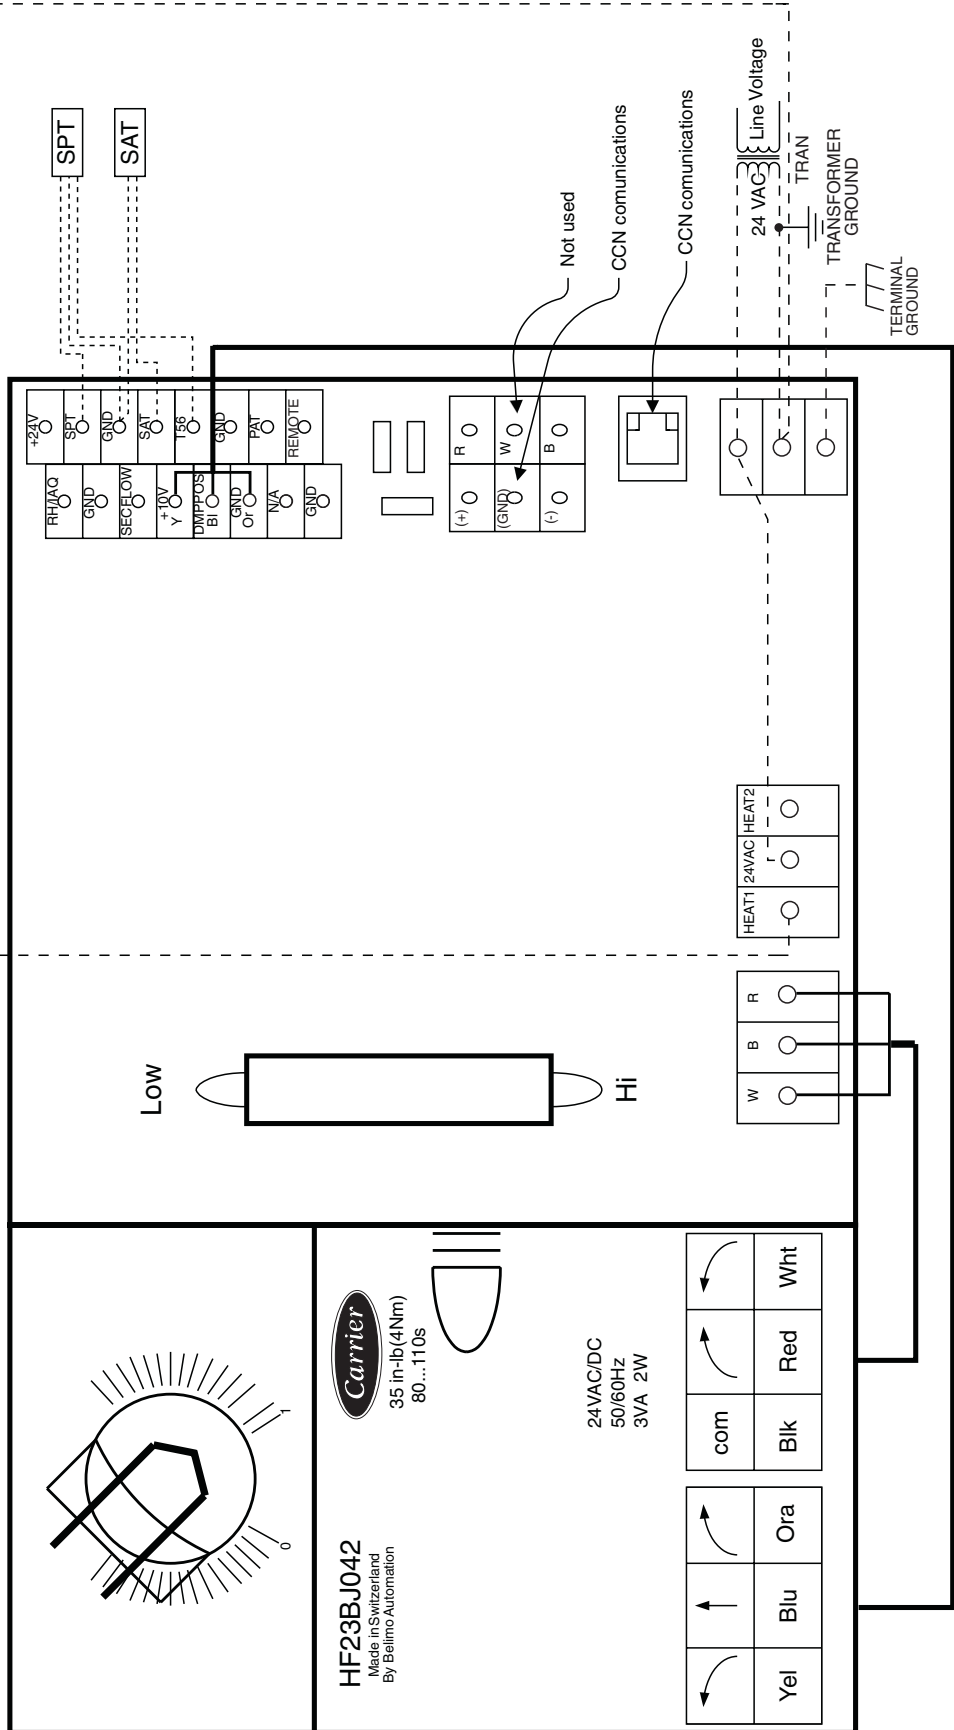 SPT
SAT
Line Voltage
24 VAC
TRAN
TRANSFORMER
GROUND
TERMINAL
GROUND
Not used
CCN comunications
CCN comunications
+24V
SPT
GND
SAT
T56
GND
PAT
REMOTE
RH/IAQ
GND
SECFLOW
+10V
Y
DMPPOS
Bl
GND
Or
N/A
GND
R
W
B
(+)
(GND)
(-)
HEAT1
24VAC
HEAT2
W
B
R
Low
Hi
1
0
Carrier
35 in-lb(4Nm)
80...110s
HF23BJ042
Made in Switzerland
By Belimo Automation
24VAC/DC
50/60Hz
3VA 2W
com
Yel
Blu
Ora
Blk
Red
Wht